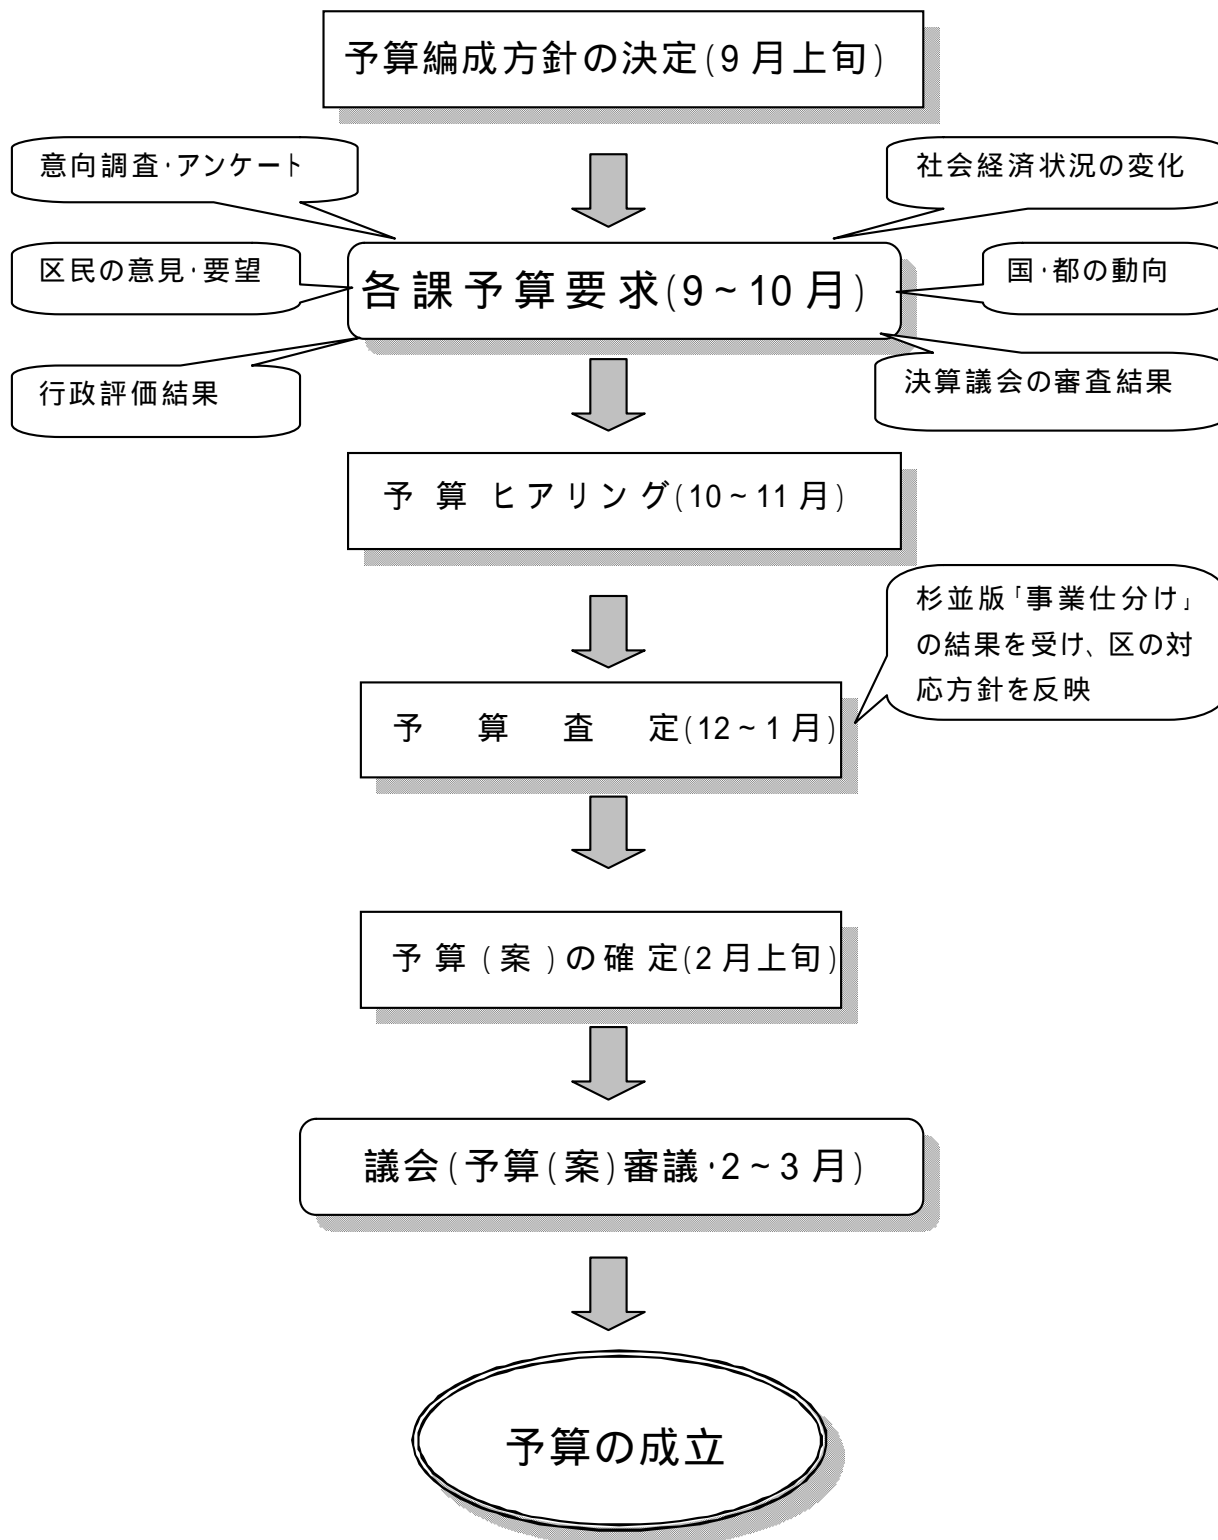 予算編成方針の決定(9月上旬)
意向調査・アンケート
社会経済状況の変化
区民の意見・要望
各課予算要求(9~10月)
国・都の動向
行政評価結果
決算議会の審査結果
予算ヒアリング(10~11月)
杉並版「事業仕分け」
の結果を受け、区の対
応方針を反映
予算査定(12~1月)
予算(案)の確定(2月上旬)
議会(予算(案)審議・2~3月)
予算の成立